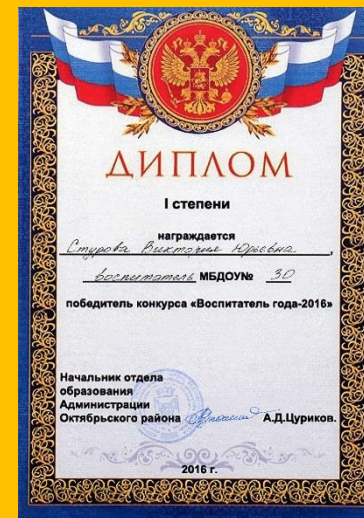 ДИПЛОМ
I степени
награждается
Стурова Виктория Юрьевна,
воспитатель МБДОУ№ 30
победитель конкурса «Воспитатель года-2016»
Начальник отдела
образования
Администрации
Октябрьского района А.Д.Цуриков.
2016 г.